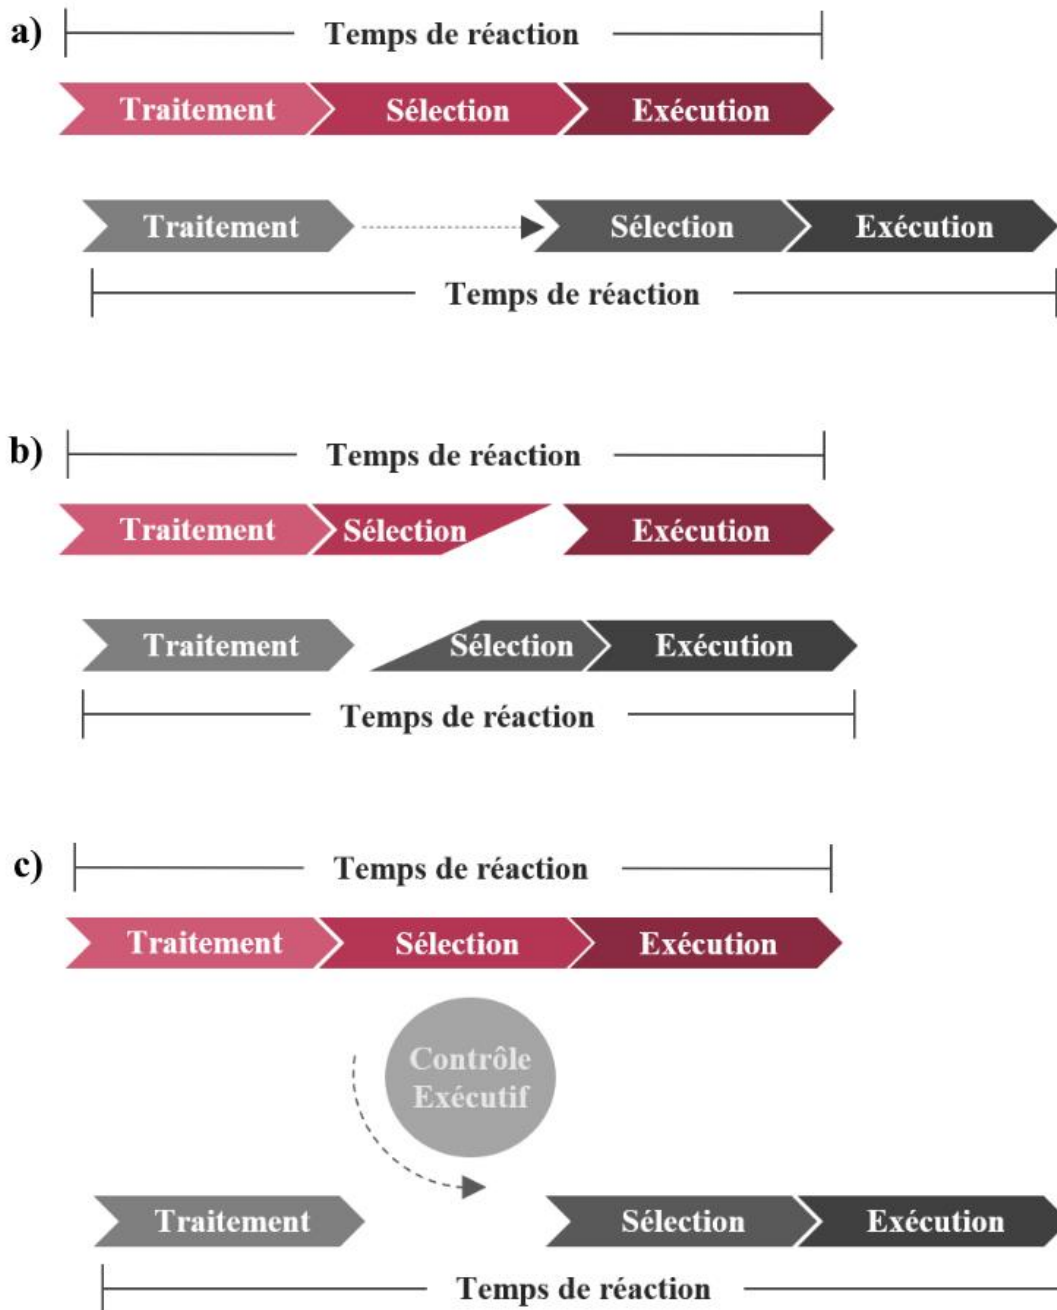 a)
Temps de réaction
Traitement Sélection Exécution
Traitement Sélection Exécution
Temps de réaction
b)
Temps de réaction
Traitement Sélection Exécution
Traitement Sélection Exécution
Temps de réaction
c)
Temps de réaction
Traitement Sélection Exécution
Contrôle
Exécutif
Traitement Sélection Exécution
Temps de réaction